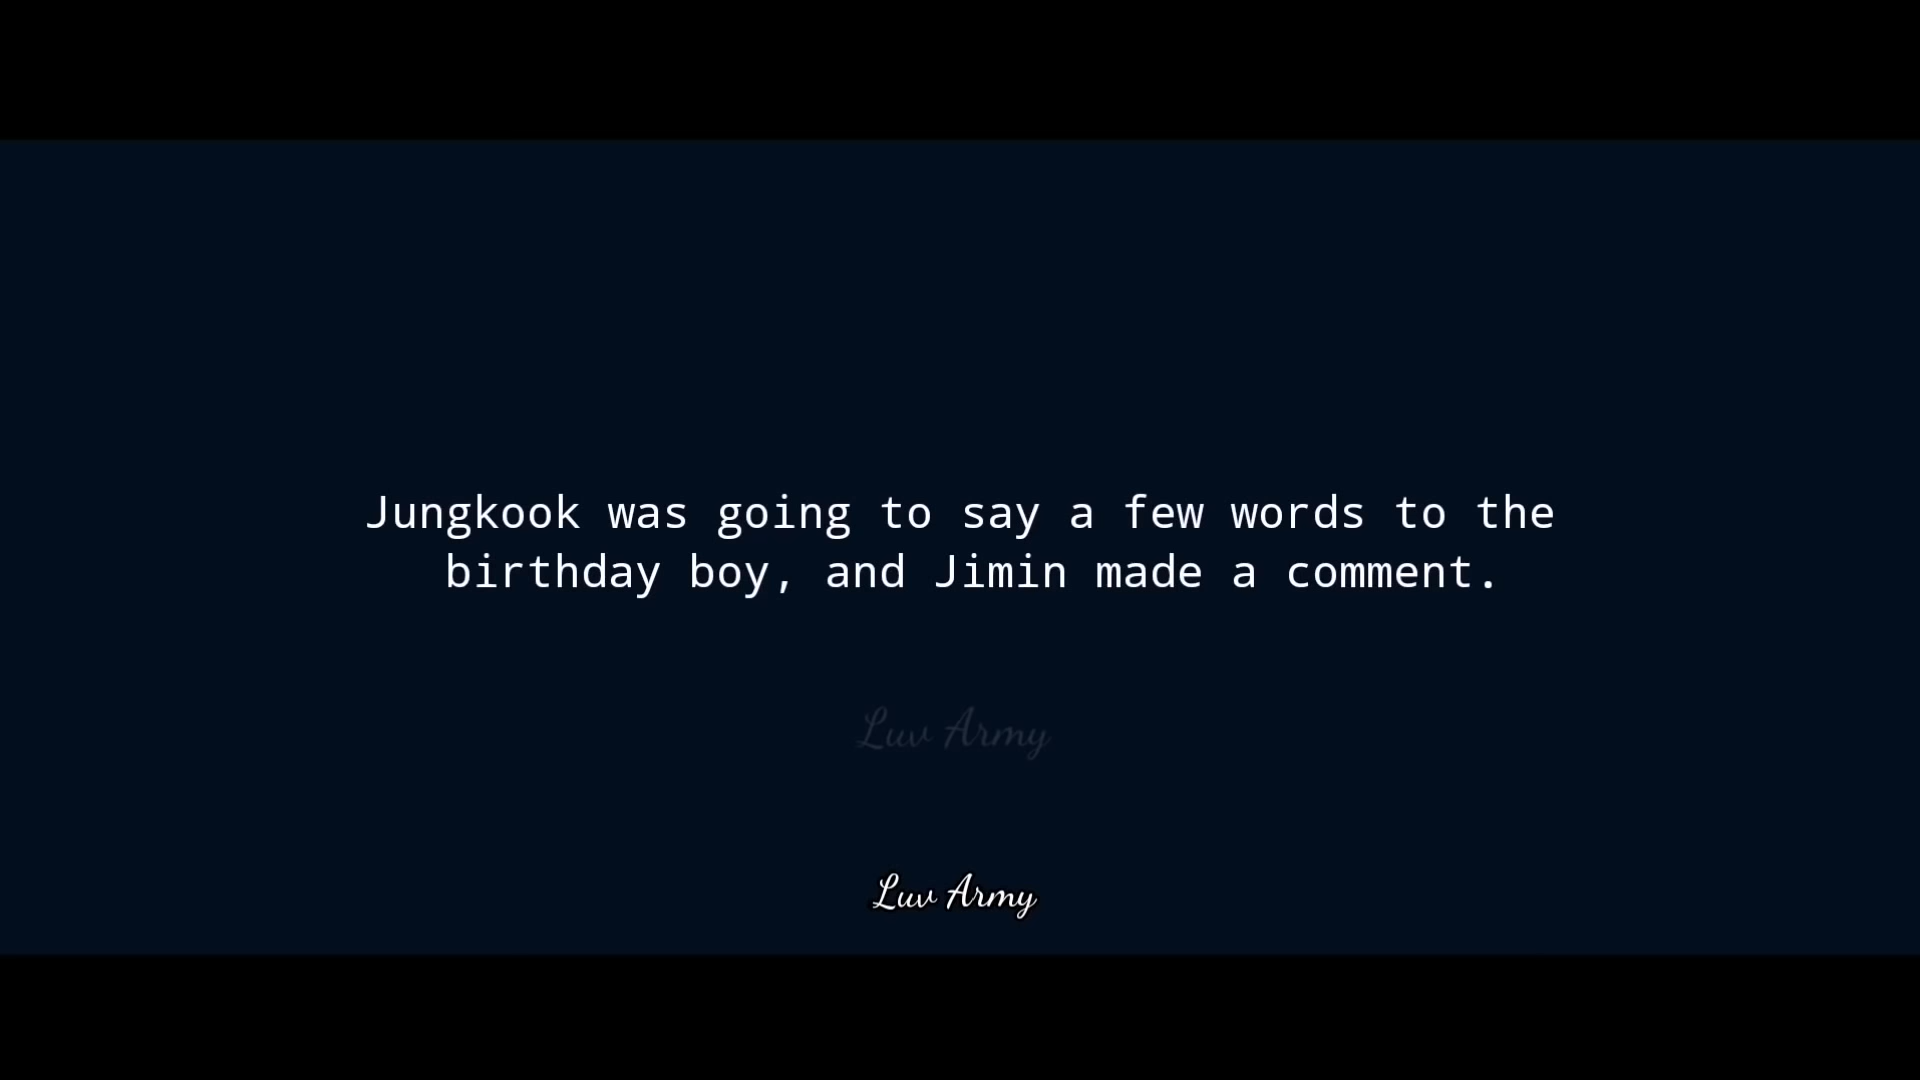 Jungkook was going to say a few words to the
birthday boy, and Jimin made a comment.
Luv Army
Luv Army